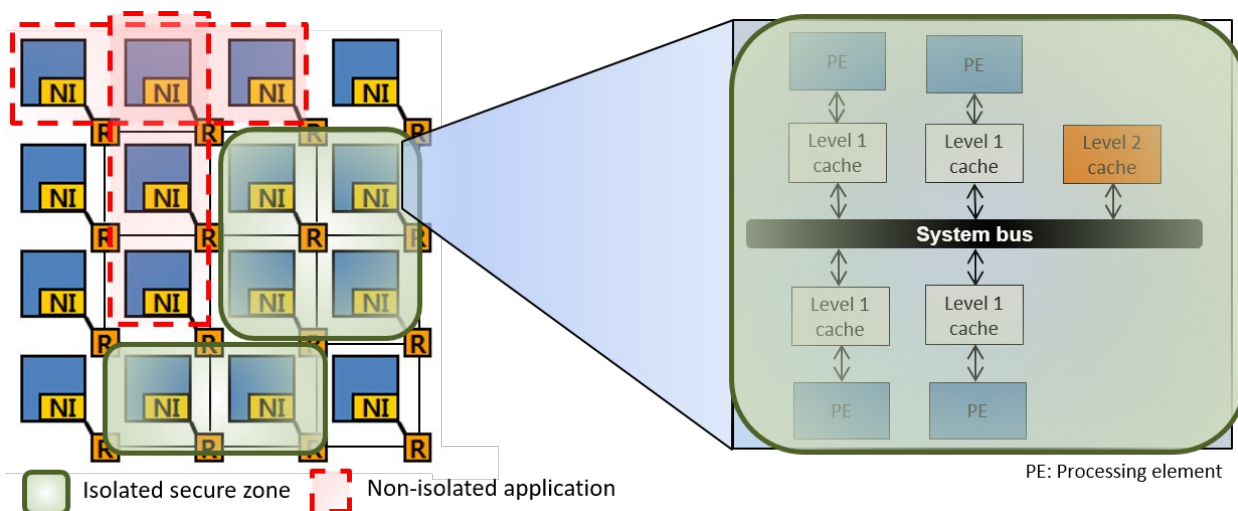 NI NI NI NI
R R R R
NI NI NI NI
R R R R
NI NI NI NI
R R R R
NI NI NI NI
R R R R
Isolated secure zone
Non-isolated application
PE PE
Level 1
cache
Level 1
cache
Level 2
cache
System bus
Level 1
cache
Level 1
cache
PE PE
PE: Processing element